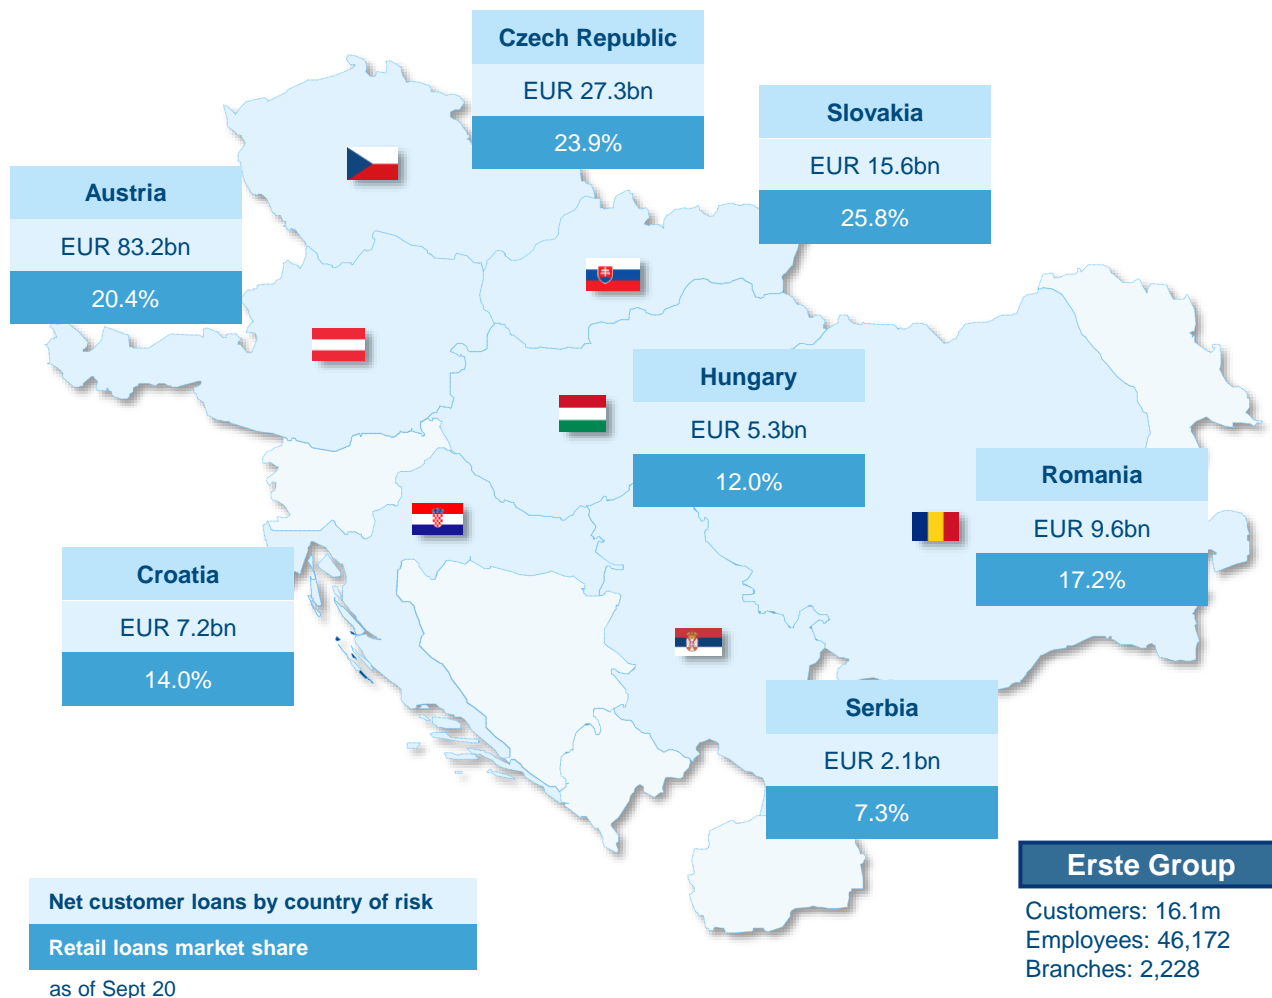 Czech Republic
EUR 27.3bn
23.9%
Slovakia
EUR 15.6bn
25.8%
Austria
EUR 83.2bn
20.4%
Hungary
EUR 5.3bn
12.0%
Romania
EUR 9.6bn
17.2%
Croatia
EUR 7.2bn
14.0%
Serbia
EUR 2.1bn
7.3%
Net customer loans by country of risk
Retail loans market share
as of Sept 20
Erste Group
Customers: 16.1m
Employees: 46,172
Branches: 2,228